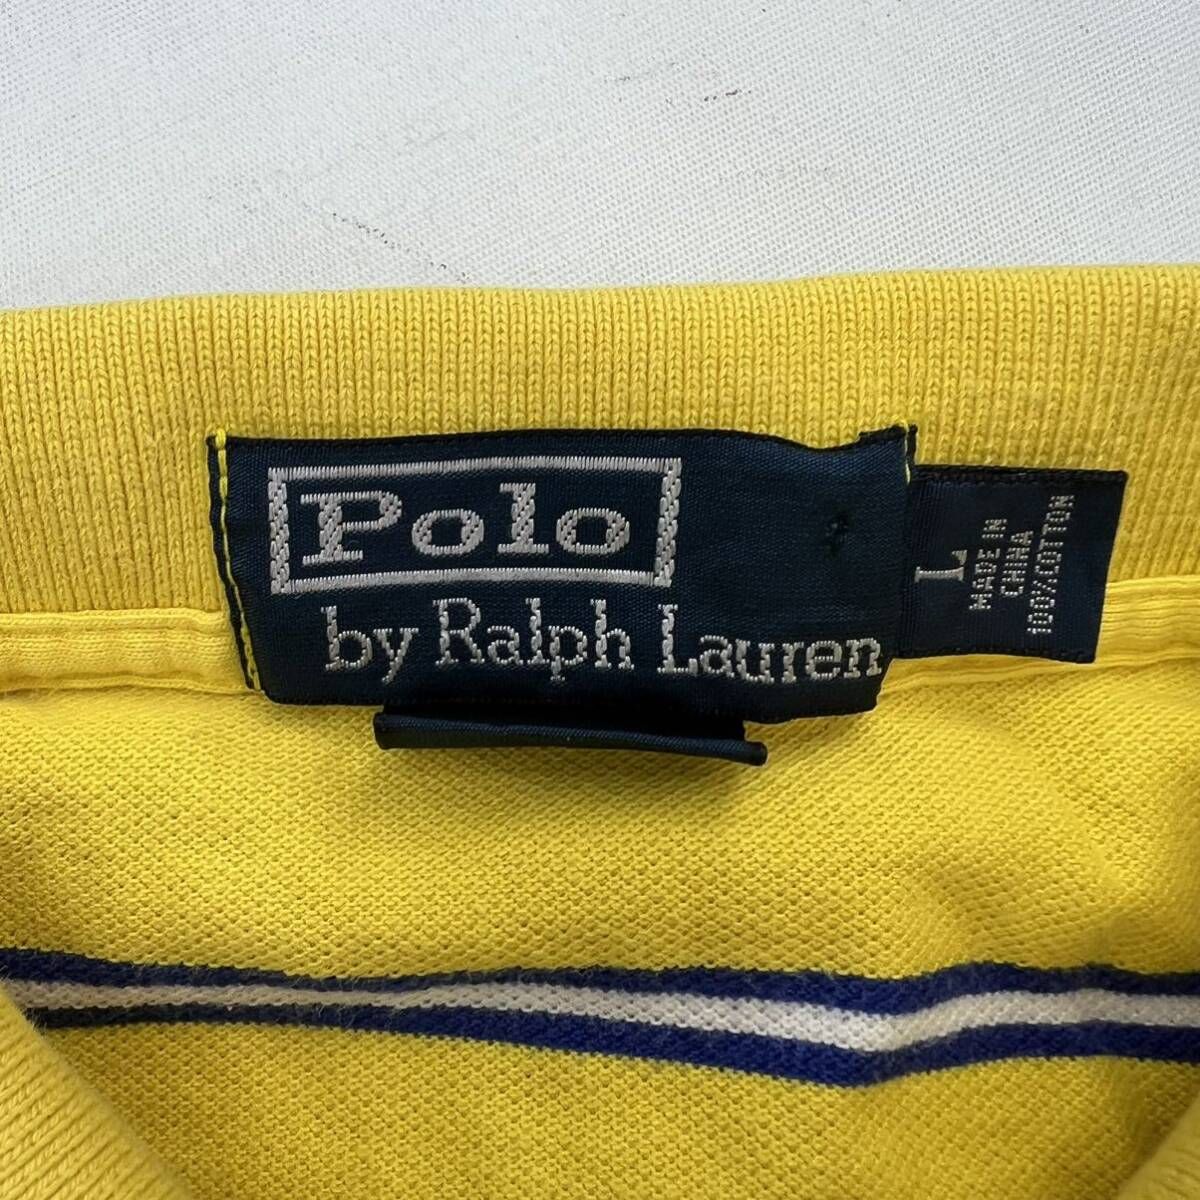 Polo
by Ralph Lauren
L
MADE IN
CHINA
100%COTTON